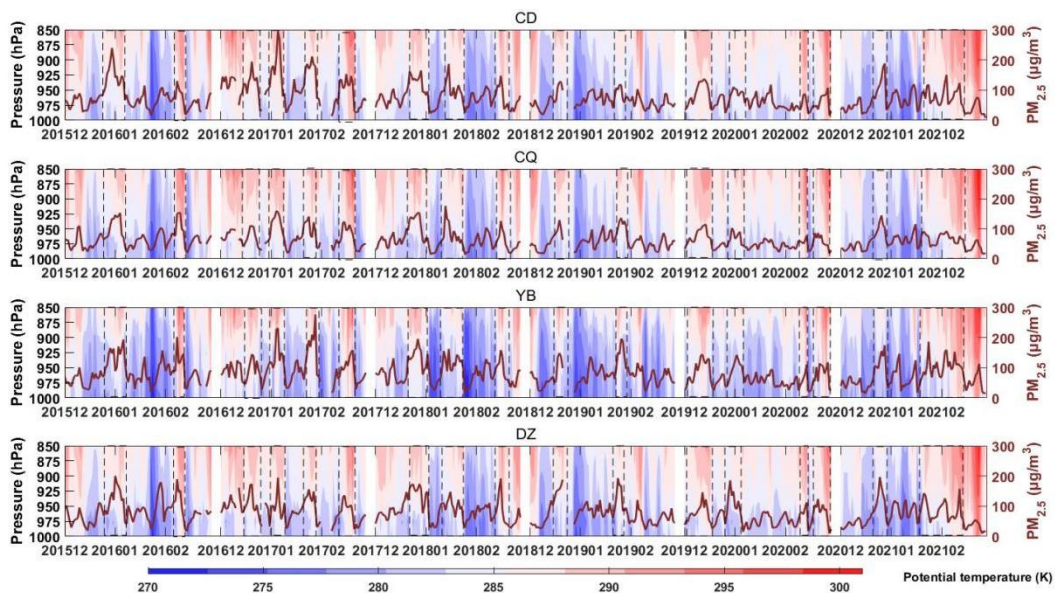 CD
850 300
900 200
925
950 100
975
1000 0
Pressure (hPa)
PM2.5 (µg/m³)
201512 201601 201602 201612 201701 201702 201712 201801 201802 201812 201901 201902 201912 202001 202002 202012 202101 202102
CQ
850 300
900 200
925
950 100
975
1000 0
Pressure (hPa)
PM2.5 (µg/m³)
201512 201601 201602 201612 201701 201702 201712 201801 201802 201812 201901 201902 201912 202001 202002 202012 202101 202102
YB
850 300
900 200
925
950 100
975
1000 0
Pressure (hPa)
PM2.5 (µg/m³)
201512 201601 201602 201612 201701 201702 201712 201801 201802 201812 201901 201902 201912 202001 202002 202012 202101 202102
DZ
850 300
900 200
925
950 100
975
1000 0
Pressure (hPa)
PM2.5 (µg/m³)
201512 201601 201602 201612 201701 201702 201712 201801 201802 201812 201901 201902 201912 202001 202002 202012 202101 202102
270 275 280 285 290 295 300
Potential temperature (K)